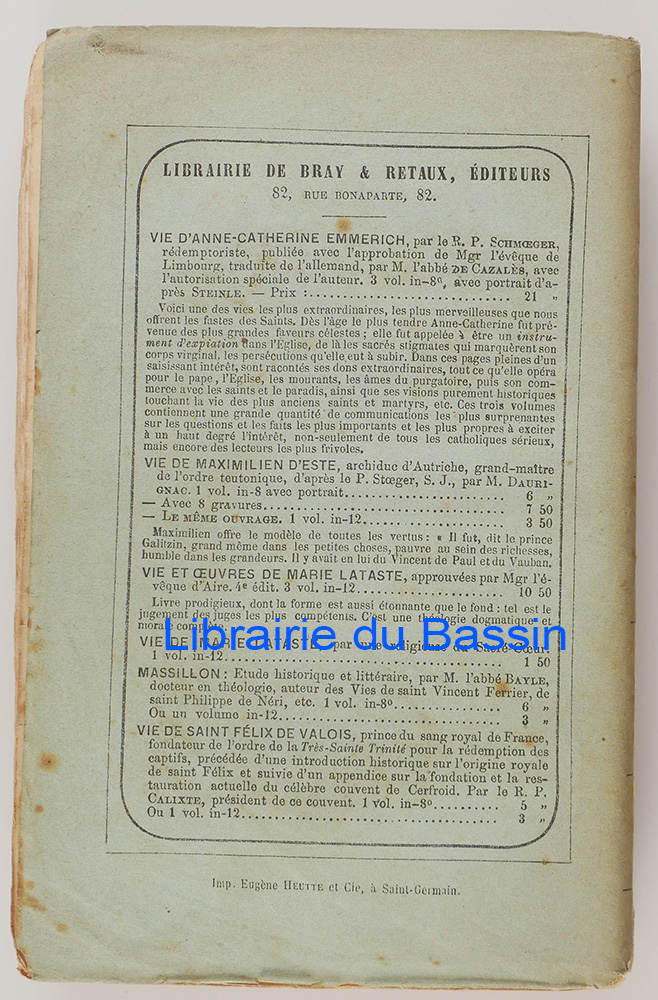 LIBRAIRIE DE BRAY & RETAUX, ÉDITEURS
82, RUE BONAPARTE, 82.
VIE D'ANNE-CATHERINE EMMERICH, par le R. P. SCHMŒGER,
rédemptoriste, publiée avec l'approbation de Mgr l'évêque de
Limbourg, traduite de l'allemand, par M. l'abbé DE CAZALÈS, avec
l'autorisation spéciale de l'auteur. 3 vol. in-8º, avec portrait d'a-
près STEINLE. — Prix :........................ 21 „
Voici une des vies les plus extraordinaires, les plus merveilleuses que nous
offrent les fastes des Saints. Dès l'âge le plus tendre Anne-Catherine fut pré-
venue des plus grandes faveurs célestes ; elle fut appelée à être un instru-
ment d'expiation dans l'Eglise, de là les sacrés stigmates qui marquèrent son
corps virginal, les persécutions qu'elle eut à subir. Dans ces pages pleines d'un
saisissant intérêt, sont racontés ses dons extraordinaires, tout ce qu'elle opéra
pour le pape, l'Eglise, les mourants, les âmes du purgatoire, puis son com-
merce avec les saints et le paradis, ainsi que ses visions purement historiques
touchant la vie des plus anciens saints et martyrs, etc. Ces trois volumes
contiennent une grande quantité de communications les plus surprenantes
sur les questions et les faits les plus importants et les plus propres à exciter
à un haut degré l'intérêt, non-seulement de tous les catholiques sérieux,
mais encore des lecteurs les plus frivoles.
VIE DE MAXIMILIEN D'ESTE, archiduc d'Autriche, grand-maître
de l'ordre teutonique, d'après le P. Stœger, S. J., par M. DAURI-
GNAC. 1 vol. in-8 avec portrait........................ 6 „
— Avec 8 gravures........................ 7 50
— LE MÊME OUVRAGE. 1 vol. in-12........................ 3 50
Maximilien offre le modèle de toutes les vertus : « Il fut, dit le prince
Galitzin, grand même dans les petites choses, pauvre au sein des richesses,
humble dans les grandeurs. Il y avait en lui du Vincent de Paul et du Vauban.
VIE ET ŒUVRES DE MARIE LATASTE, approuvées par Mgr l'é-
vêque d'Aire. 4e édit. 3 vol. in-12........................ 10 50
Livre prodigieux, dont la forme est aussi étonnante que le fond : tel est le
jugement des juges les plus compétents. C'est une théologie dogmatique et
morale complète.
Librairie du Bassin
VIE DE MARIE LATASTE, par une religieuse du Sacré-Cœur.
1 vol. in-12........................ 1 50
MASSILLON : Etude historique et littéraire, par M. l'abbé BAYLE,
docteur en théologie, auteur des Vies de saint Vincent Ferrier, de
saint Philippe de Néri, etc. 1 vol. in-8º........................ 6 „
Ou un volume in-12........................ 3 „
VIE DE SAINT FÉLIX DE VALOIS, prince du sang royal de France,
fondateur de l'ordre de la Très-Sainte Trinité pour la rédemption des
captifs, précédée d'une introduction historique sur l'origine royale
de saint Félix et suivie d'un appendice sur la fondation et la res-
tauration actuelle du célèbre couvent de Cerfroid. Par le R. P.
CALIXTE, président de ce couvent. 1 vol. in-8º.......... 5 „
Ou 1 vol. in-12........................ 3 „
Imp. Eugène HEUTTE et Cie, à Saint-Germain.